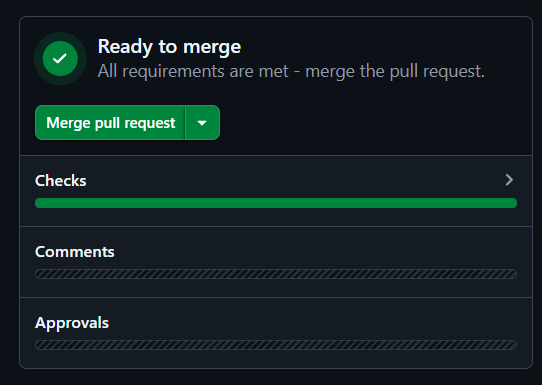 Ready to merge
All requirements are met - merge the pull request.
Merge pull request
Checks
Comments
Approvals